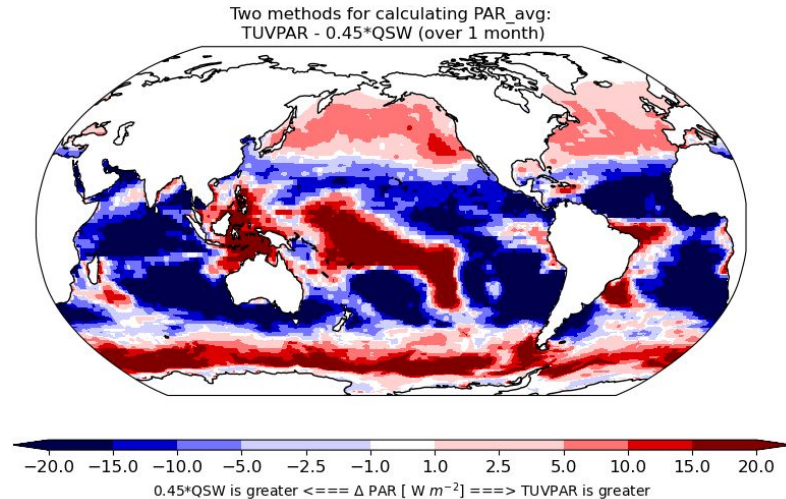 Two methods for calculating PAR_avg:
TUVPAR - 0.45*QSW (over 1 month)
−20.0 −15.0 −10.0 −5.0 −2.5 −1.0 1.0 2.5 5.0 10.0 15.0 20.0
0.45*QSW is greater <=== Δ PAR [ W m⁻²] ===> TUVPAR is greater